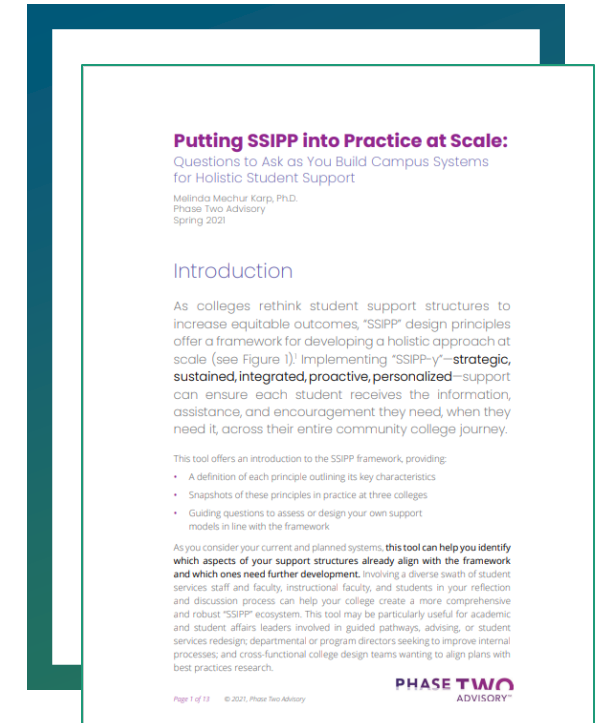 Putting SSIPP into Practice at Scale:
Questions to Ask as You Build Campus Systems
for Holistic Student Support
Melinda Mechur Karp, Ph.D.
Phase Two Advisory
Spring 2021
Introduction
As colleges rethink student support structures to
increase equitable outcomes, “SSIPP” design principles
offer a framework for developing a holistic approach at
scale (see Figure 1).¹ Implementing “SSIPP-y”—strategic,
sustained, integrated, proactive, personalized—support
can ensure each student receives the information,
assistance, and encouragement they need, when they
need it, across their entire community college journey.
This tool offers an introduction to the SSIPP framework, providing:
• A definition of each principle outlining its key characteristics
• Snapshots of these principles in practice at three colleges
• Guiding questions to assess or design your own support
models in line with the framework
As you consider your current and planned systems, this tool can help you identify
which aspects of your support structures already align with the framework
and which ones need further development. Involving a diverse swath of student
services staff and faculty, instructional faculty, and students in your reflection
and discussion process can help your college create a more comprehensive
and robust “SSIPP” ecosystem. This tool may be particularly useful for academic
and student affairs leaders involved in guided pathways, advising, or student
services redesign; departmental or program directors seeking to improve internal
processes; and cross-functional college design teams wanting to align plans with
best practices research.
Page 1 of 13 © 2021, Phase Two Advisory
PHASE TWO
ADVISORY™